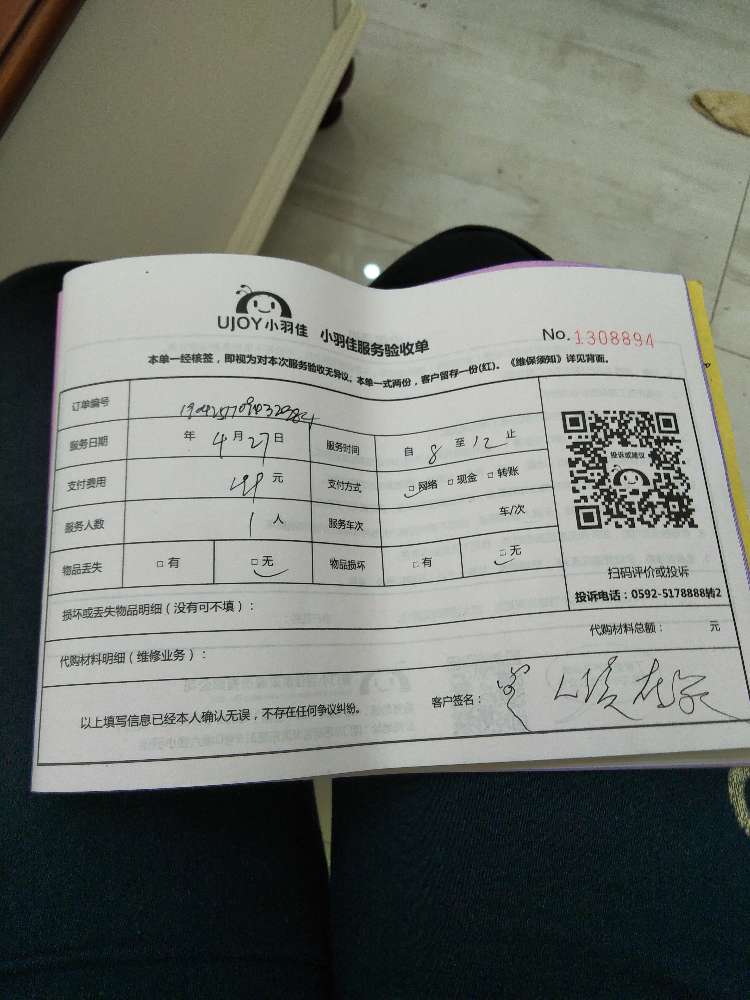 UJOY小羽佳 小羽佳服务验收单 No.1308894
本单一经核签，即视为对本次服务验收无异议。本单一式两份，客户留存一份(红)。《维保须知》详见背面。
订单编号
服务日期 年 4月27日 服务时间 自 8 至 12 止
支付费用 元 支付方式 □网络 □现金 □转账
服务人数 1 人 服务车次 车/次
物品丢失 □有 □无 物品损坏 □有 □无
投诉或建议
扫码评价或投诉
投诉电话：0592-5178888转2
损坏或丢失物品明细（没有可不填）：
代购材料明细（维修业务）： 代购材料总额： 元
以上填写信息已经本人确认无误，不存在任何争议纠纷。 客户签名：